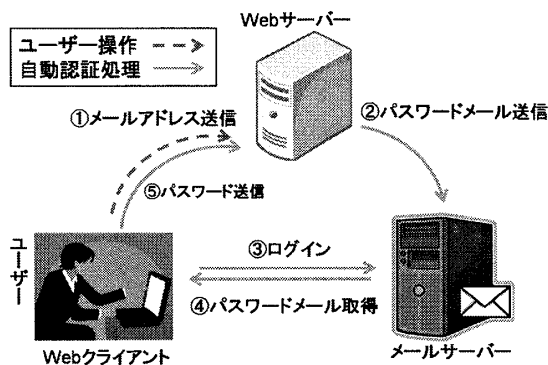 Webサーバー
ユーザー操作
自動認証処理
①メールアドレス送信
②パスワードメール送信
⑤パスワード送信
③ログイン
④パスワードメール取得
ユーザー
Webクライアント
メールサーバー